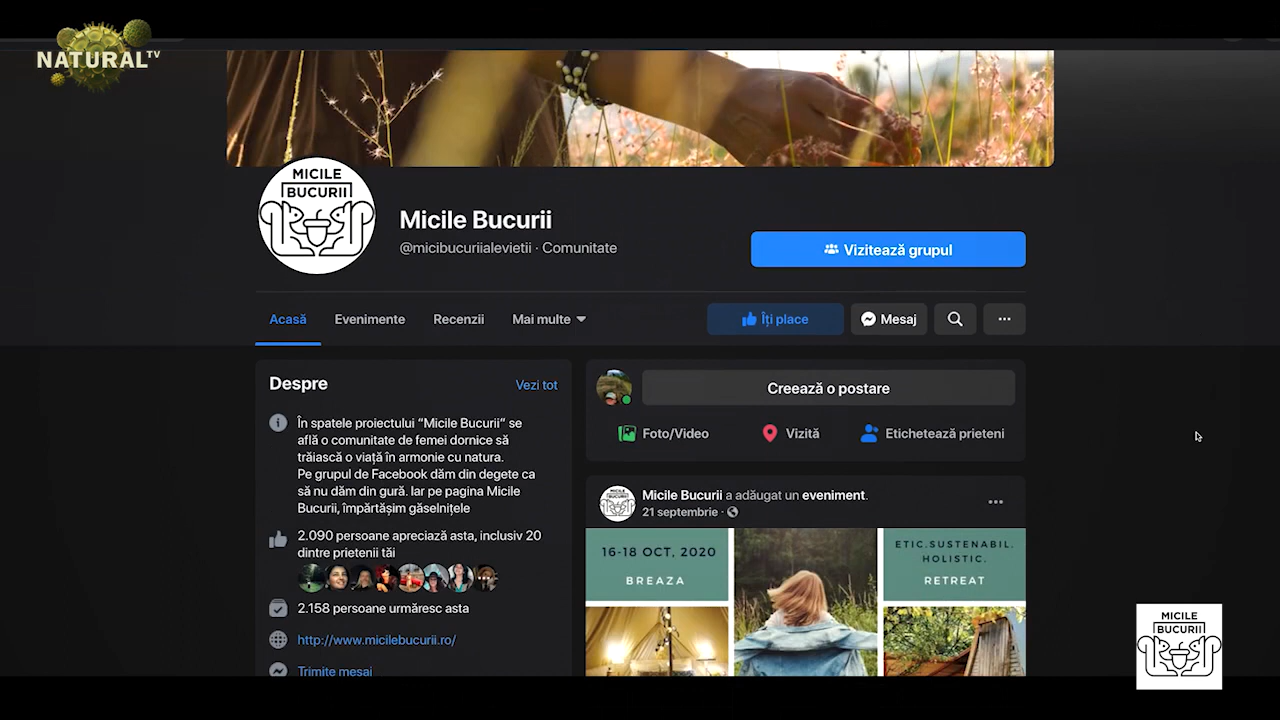 NATURAL TV
MICILE
BUCURII
Micile Bucurii
@micibucuriialevietii · Comunitate
Vizitează grupul
Acasă
Evenimente
Recenzii
Mai multe
Îți place
Mesaj
Despre
Vezi tot
În spatele proiectului “Micile Bucurii” se
află o comunitate de femei dornice să
trăiască o viață în armonie cu natura.
Pe grupul de Facebook dăm din degete ca
să nu dăm din gură. Iar pe pagina Micile
Bucurii, împărtășim găselnițele
2.090 persoane apreciază asta, inclusiv 20
dintre prietenii tăi
2.158 persoane urmăresc asta
http://www.micilebucurii.ro/
Trimite mesaj
Creează o postare
Foto/Video
Vizită
Etichetează prieteni
MICILE
BUCURII
Micile Bucurii a adăugat un eveniment.
21 septembrie ·
16-18 OCT, 2020
BREAZA
ETIC.SUSTENABIL.
HOLISTIC.
RETREAT
MICILE
BUCURII